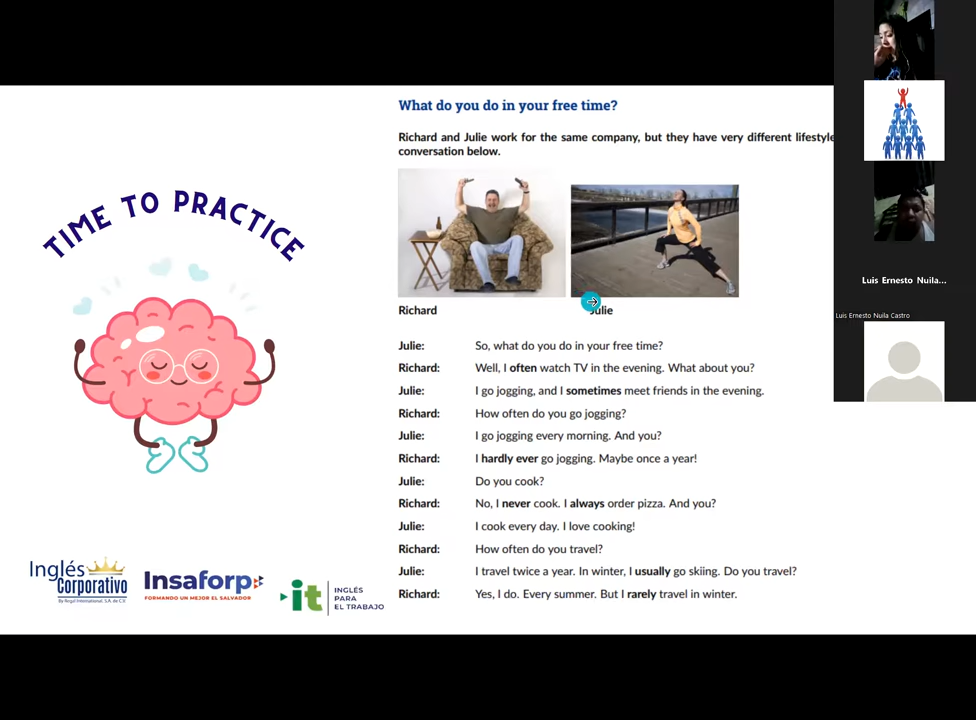 What do you do in your free time?
Richard and Julie work for the same company, but they have very different lifestyle
conversation below.
TIME TO PRACTICE
Richard
Julie
Julie: So, what do you do in your free time?
Richard: Well, I often watch TV in the evening. What about you?
Julie: I go jogging, and I sometimes meet friends in the evening.
Richard: How often do you go jogging?
Julie: I go jogging every morning. And you?
Richard: I hardly ever go jogging. Maybe once a year!
Julie: Do you cook?
Richard: No, I never cook. I always order pizza. And you?
Julie: I cook every day. I love cooking!
Richard: How often do you travel?
Julie: I travel twice a year. In winter, I usually go skiing. Do you travel?
Richard: Yes, I do. Every summer. But I rarely travel in winter.
Inglés
Corporativo
By Regal International, S.A. de C.V.
Insaforp
FORMANDO UN MEJOR EL SALVADOR
it
INGLÉS
PARA
EL TRABAJO
Luis Ernesto Nuila...
Luis Ernesto Nuila Castro